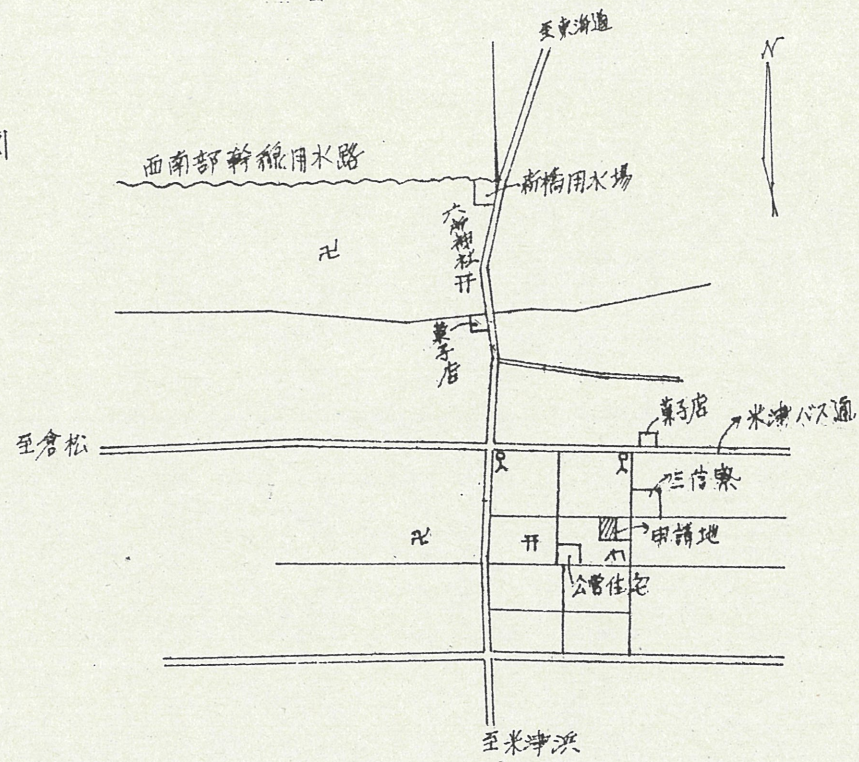 至東海道
N
西南部幹線用水路
新橋用水場
六所神社
菓子店
菓子店
米津バス通
至倉松
三信寮
申請地
公営住宅
至米津浜